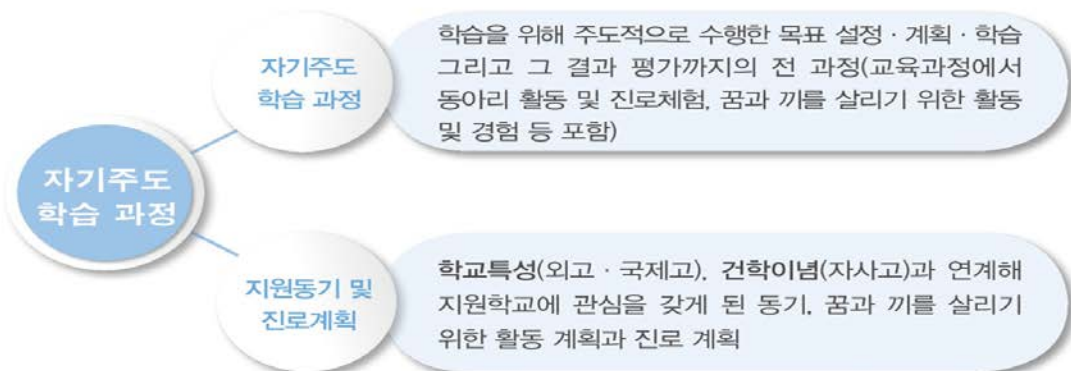 자기주도
학습 과정
자기주도
학습 과정
학습을 위해 주도적으로 수행한 목표 설정 · 계획 · 학습
그리고 그 결과 평가까지의 전 과정(교육과정에서
동아리 활동 및 진로체험, 꿈과 끼를 살리기 위한 활동
및 경험 등 포함)
지원동기 및
진로계획
학교특성(외고 · 국제고), 건학이념(자사고)과 연계해
지원학교에 관심을 갖게 된 동기, 꿈과 끼를 살리기
위한 활동 계획과 진로 계획